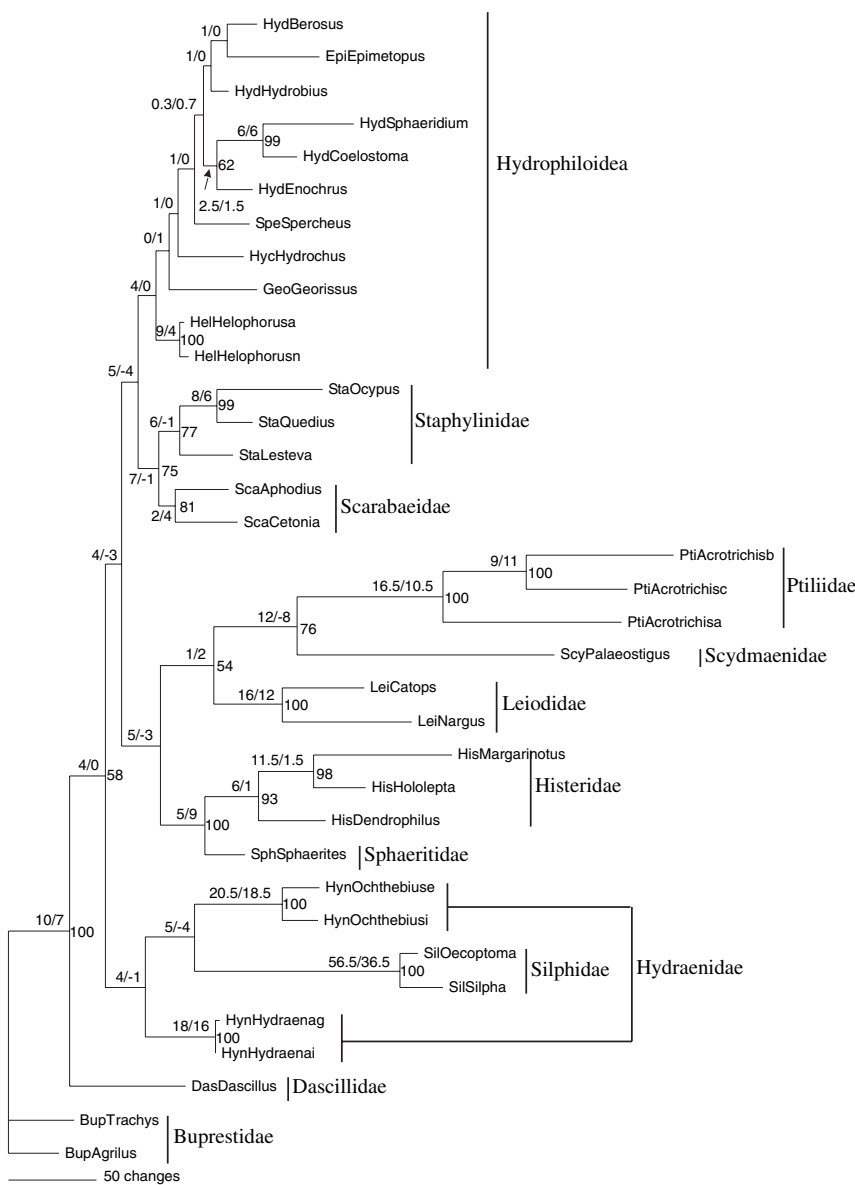 HydBerosus
1/0
EpiEpimetopus
1/0
HydHydrobius
0.3/0.7
HydSphaeridium
6/6
99
HydCoelostoma
1/0
62
Hydrophiloidea
HydEnochrus
2.5/1.5
1/0
SpeSpercheus
0/1
HycHydrochus
4/0
GeoGeorissus
HelHelophorusa
9/4
100
HelHelophorusn
5/-4
StaOcypus
8/6
99
6/-1
StaQuedius
Staphylinidae
77
StaLesteva
7/-1
75
ScaAphodius
81
Scarabaeidae
2/4
ScaCetonia
4/-3
PtiAcrotrichisb
9/11
100
16.5/10.5
PtiAcrotrichisc
Ptiliidae
100
12/-8
PtiAcrotrichisa
76
1/2
ScyPalaeostigus
Scydmaenidae
54
LeiCatops
16/12
100
Leiodidae
LeiNargus
5/-3
HisMargarinotus
11.5/1.5
98
4/0
58
6/1
HisHololepta
Histeridae
93
5/9
HisDendrophilus
100
SphSphaerites
Sphaeritidae
20.5/18.5
HynOchthebiuse
100
HynOchthebiusi
10/7
100
5/-4
SilOecoptoma
56.5/36.5
100
Silphidae
Hydraenidae
SilSilpha
4/-1
HynHydraenag
18/16
100
HynHydraenai
DasDascillus
Dascillidae
BupTrachys
Buprestidae
BupAgrilus
50 changes